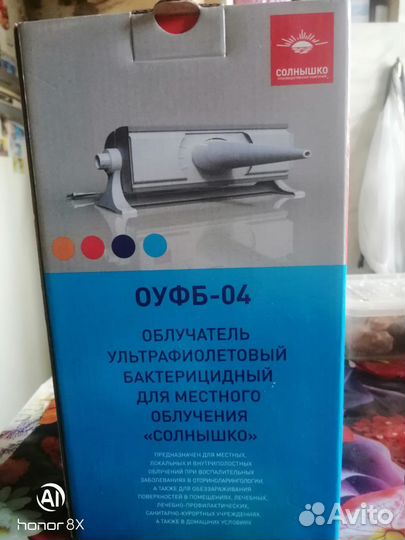 СОЛНЫШКО
ОУФБ-04
ОБЛУЧАТЕЛЬ
УЛЬТРАФИОЛЕТОВЫЙ
БАКТЕРИЦИДНЫЙ
ДЛЯ МЕСТНОГО
ОБЛУЧЕНИЯ
«СОЛНЫШКО»
ПРЕДНАЗНАЧЕН ДЛЯ МЕСТНЫХ,
ЛОКАЛЬНЫХ И ВНУТРИПОЛОСТНЫХ
ОБЛУЧЕНИЙ ПРИ ВОСПАЛИТЕЛЬНЫХ
ЗАБОЛЕВАНИЯХ В ОТОРИНОЛАРИНГОЛОГИИ,
А ТАКЖЕ ДЛЯ ОБЕЗЗАРАЖИВАНИЯ
ПОВЕРХНОСТЕЙ В ПОМЕЩЕНИЯХ, ЛЕЧЕБНЫХ,
ЛЕЧЕБНО-ПРОФИЛАКТИЧЕСКИХ,
САНИТАРНО-КУРОРТНЫХ УЧРЕЖДЕНИЯХ,
А ТАКЖЕ В ДОМАШНИХ УСЛОВИЯХ
AI
honor 8X
Avito